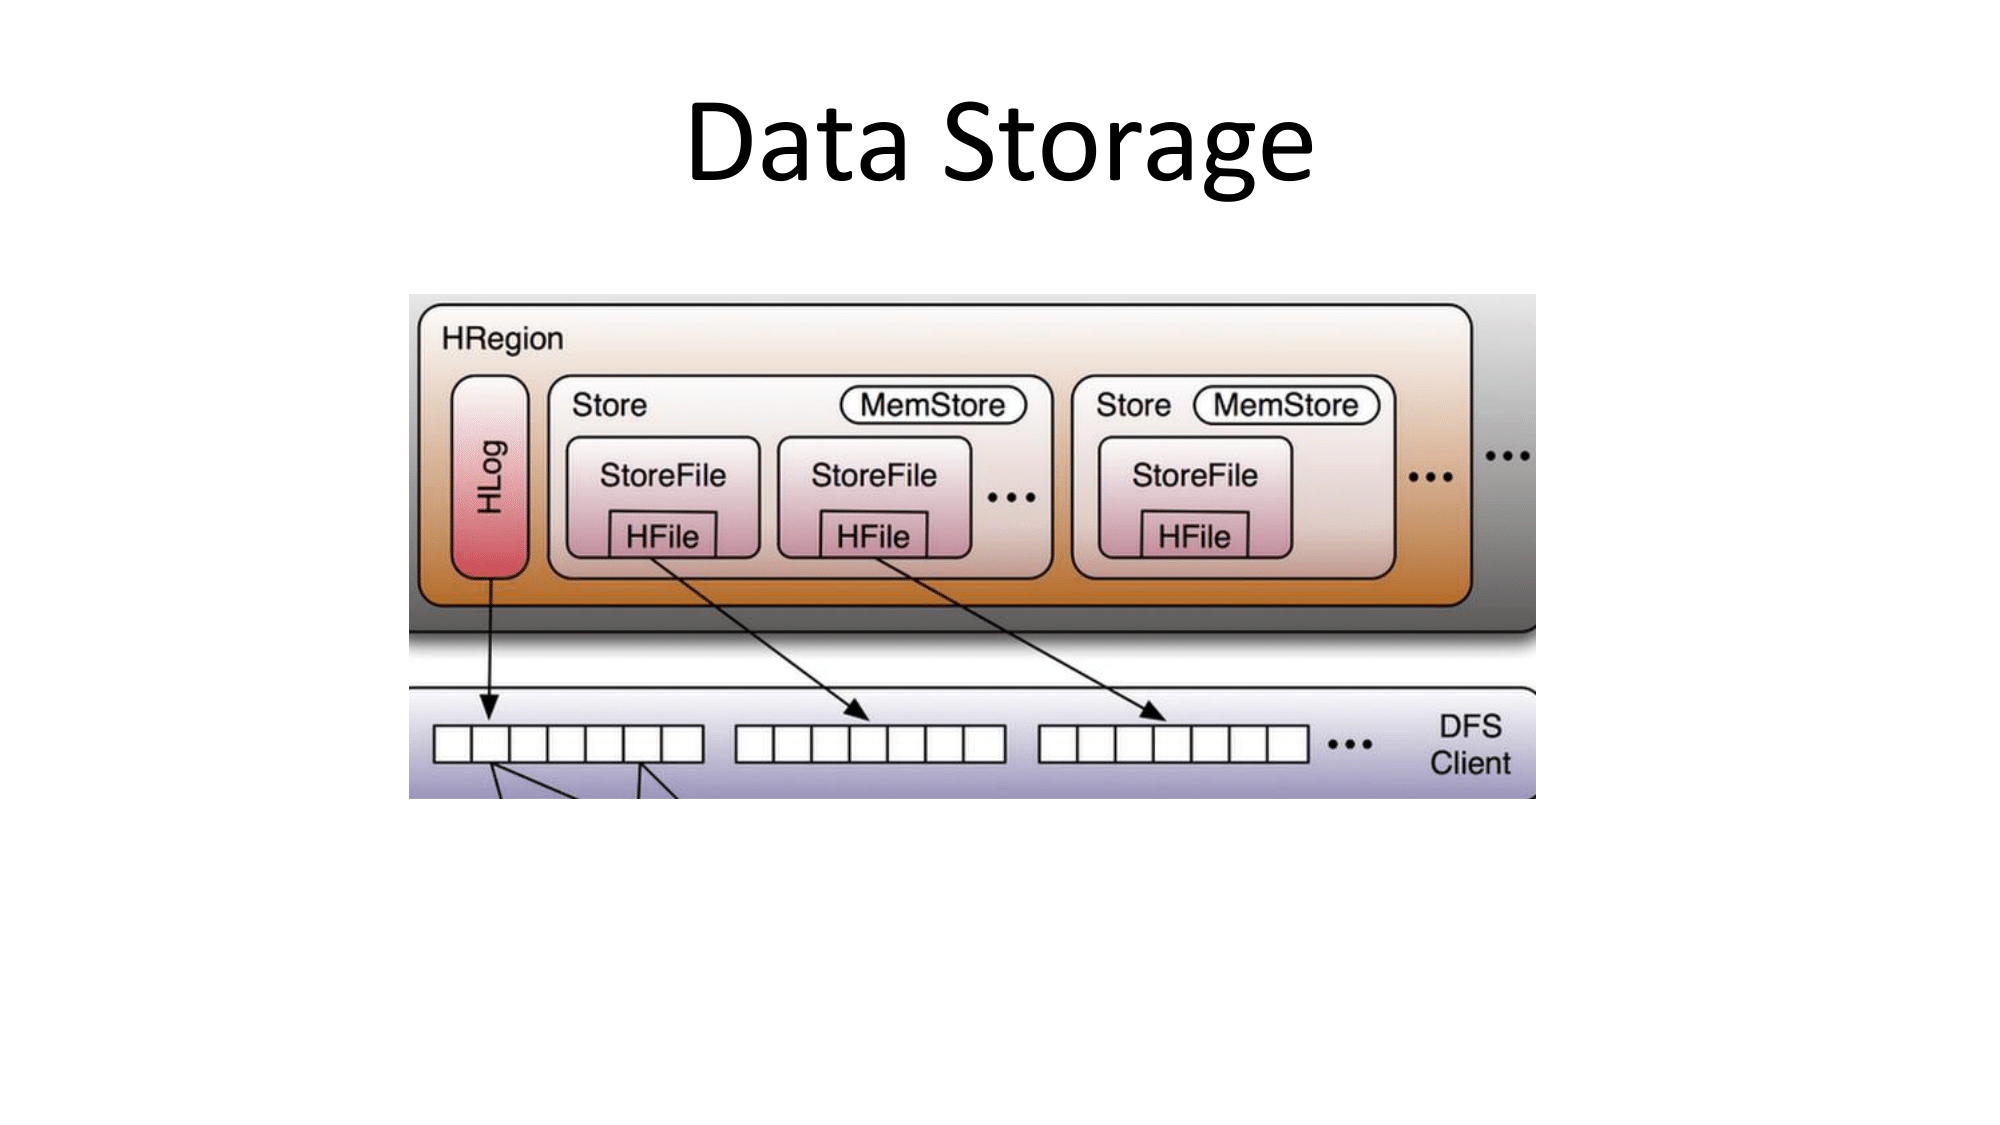 Data Storage
HRegion
HLog
Store
MemStore
StoreFile
HFile
StoreFile
HFile
Store
MemStore
StoreFile
HFile
DFS
Client